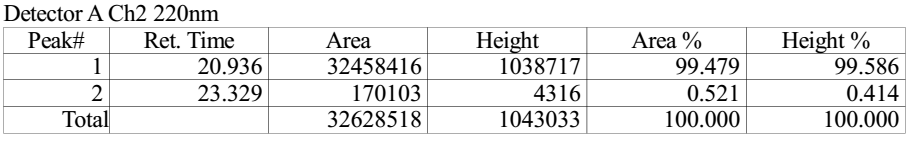 Detector A Ch2 220nm
Peak# Ret. Time Area Height Area % Height %
1 20.936 32458416 1038717 99.479 99.586
2 23.329 170103 4316 0.521 0.414
Total 32628518 1043033 100.000 100.000